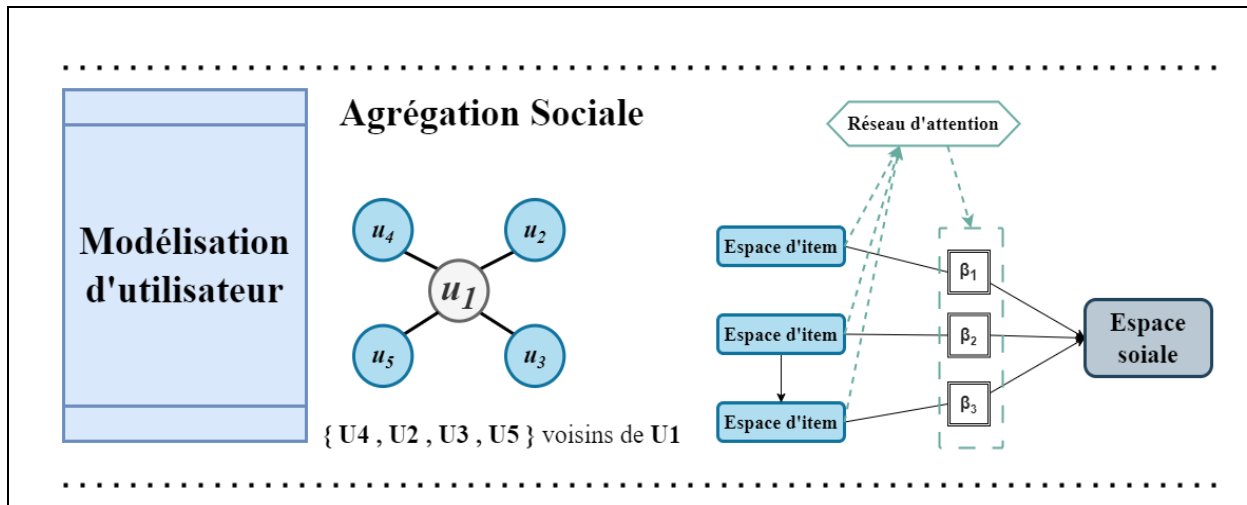 Agrégation Sociale
Modélisation
d'utilisateur
u4
u2
u1
u5
u3
{ U4 , U2 , U3 , U5 } voisins de U1
Réseau d'attention
Espace d'item
β1
Espace d'item
β2
Espace d'item
β3
Espace
soiale